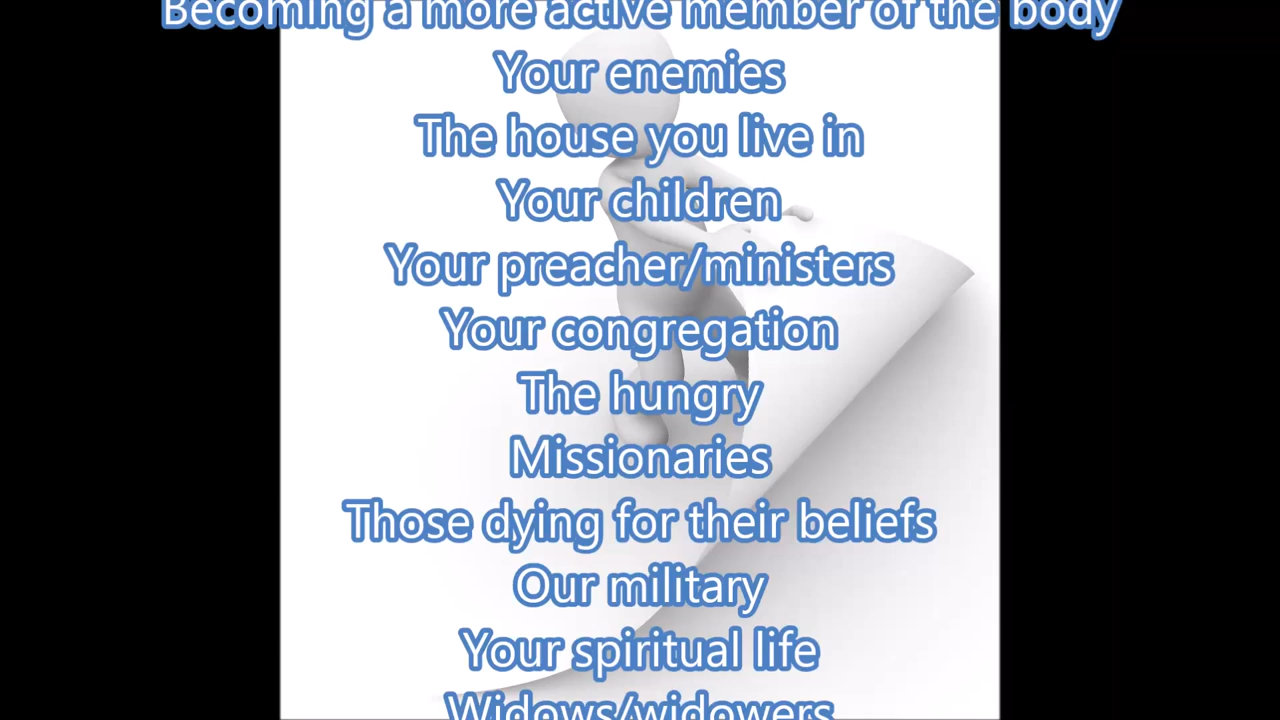 Becoming a more active member of the body
Your enemies
The house you live in
Your children
Your preacher/ministers
Your congregation
The hungry
Missionaries
Those dying for their beliefs
Our military
Your spiritual life
Widows/widowers